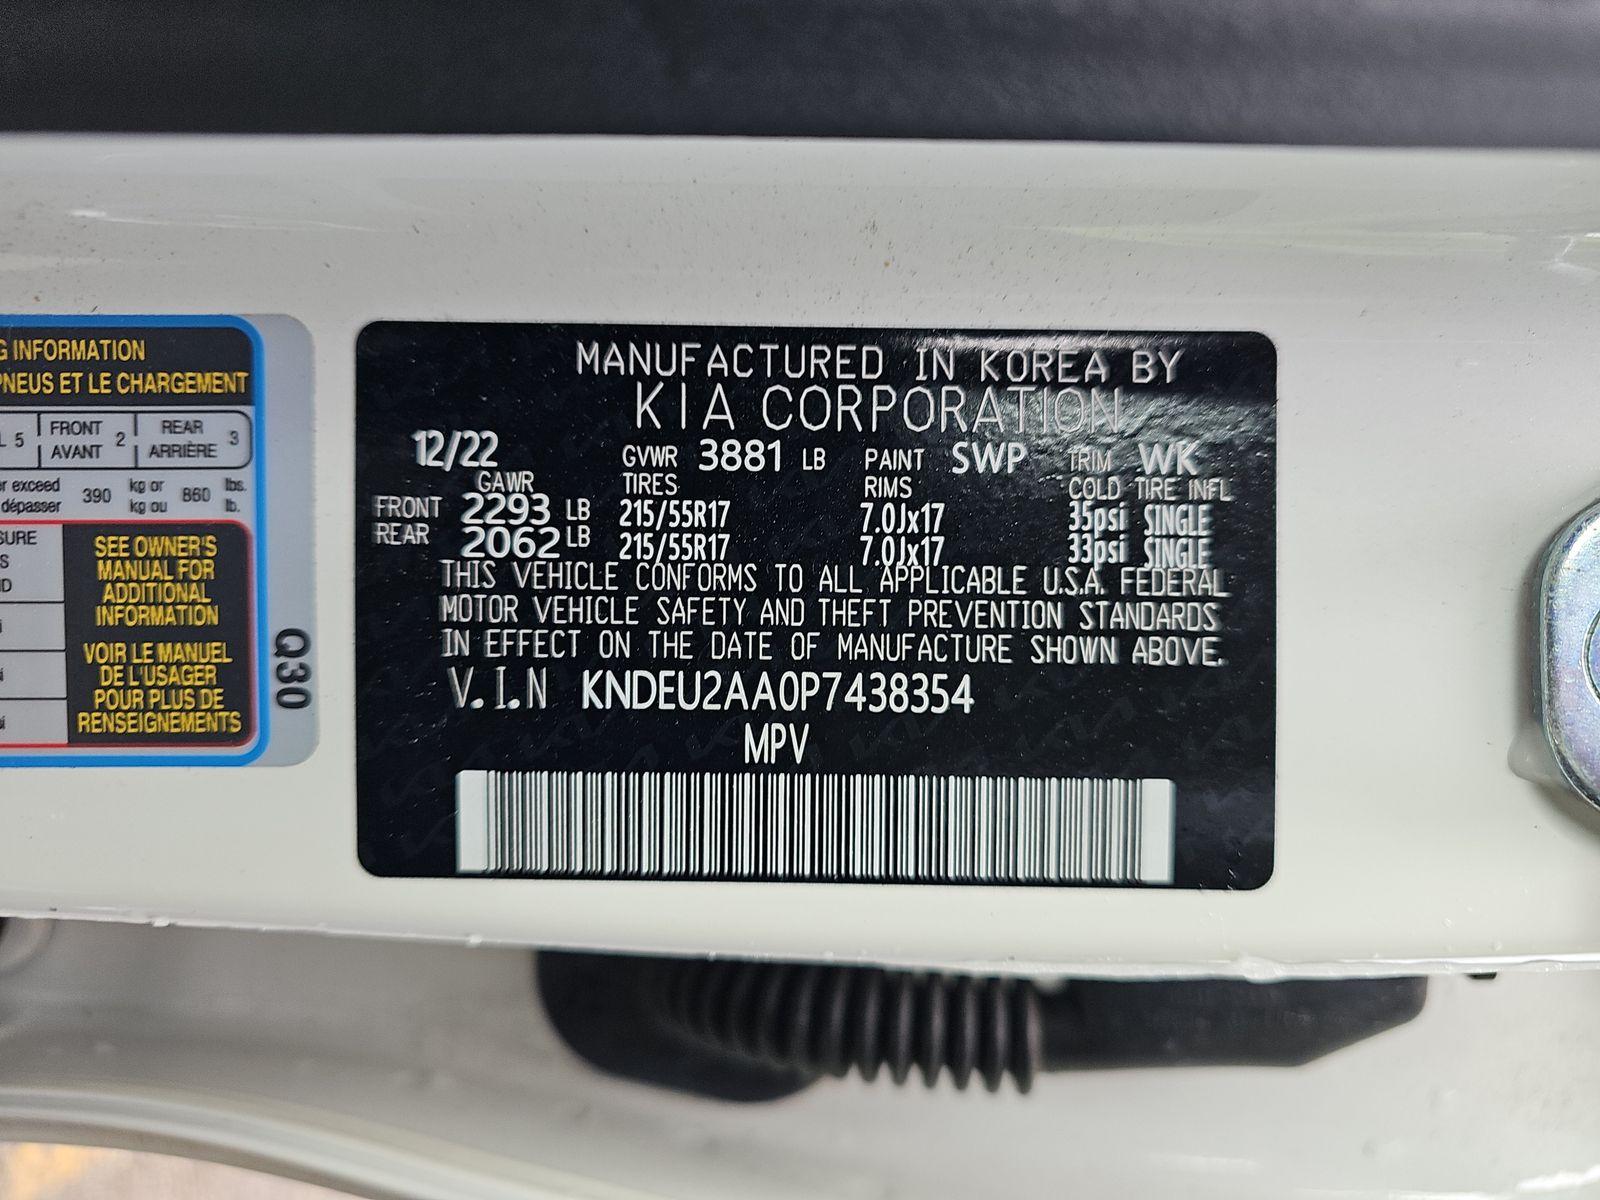 G INFORMATION
PNEUS ET LE CHARGEMENT
L 5 FRONT AVANT 2 REAR ARRIÈRE 3
er exceed 390 kg or 860 lbs.
dépasser kg ou lb.
SURE
S
ND
SEE OWNER'S
MANUAL FOR
ADDITIONAL
INFORMATION
VOIR LE MANUEL
DE L'USAGER
POUR PLUS DE
RENSEIGNEMENTS
Q30
MANUFACTURED IN KOREA BY
KIA CORPORATION
12/22 GVWR 3881 LB PAINT SWP TRIM WK
GAWR TIRES RIMS COLD TIRE INFL
FRONT 2293 LB 215/55R17 7.0Jx17 35psi SINGLE
REAR 2062 LB 215/55R17 7.0Jx17 33psi SINGLE
THIS VEHICLE CONFORMS TO ALL APPLICABLE U.S.A. FEDERAL
MOTOR VEHICLE SAFETY AND THEFT PREVENTION STANDARDS
IN EFFECT ON THE DATE OF MANUFACTURE SHOWN ABOVE.
V.I.N KNDEU2AA0P7438354
MPV